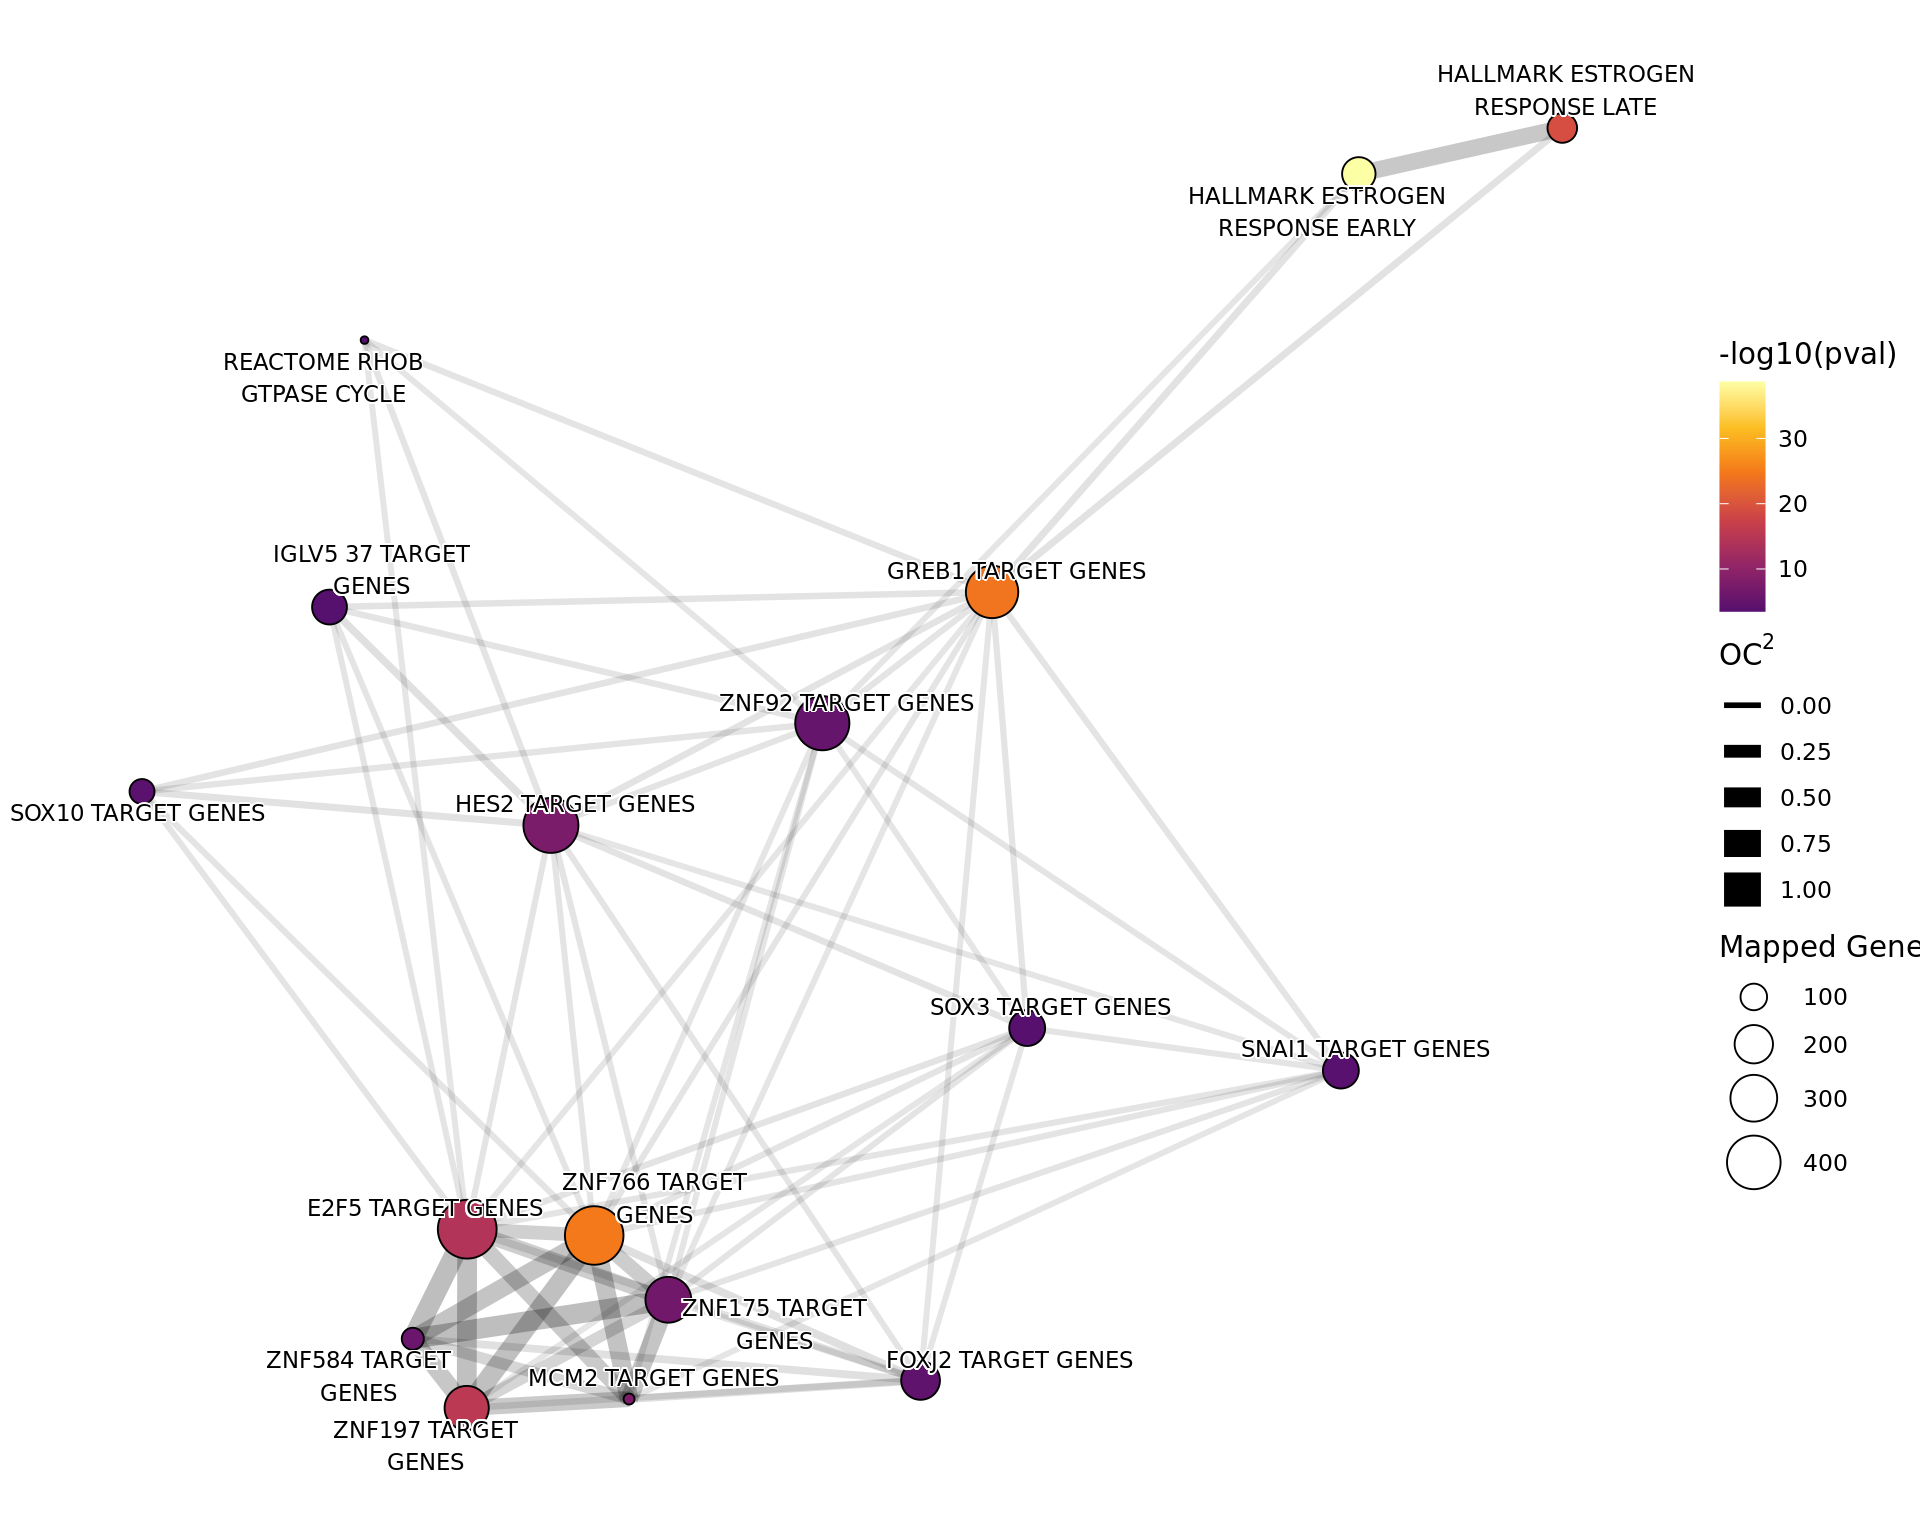 HALLMARK ESTROGEN
RESPONSE LATE
HALLMARK ESTROGEN
RESPONSE EARLY
REACTOME RHOB
GTPASE CYCLE
IGLV5 37 TARGET
GENES
GREB1 TARGET GENES
ZNF92 TARGET GENES
HES2 TARGET GENES
SOX10 TARGET GENES
SOX3 TARGET GENES
SNAI1 TARGET GENES
ZNF766 TARGET
GENES
E2F5 TARGET GENES
ZNF175 TARGET
GENES
ZNF584 TARGET
GENES
MCM2 TARGET GENES
FOXJ2 TARGET GENES
ZNF197 TARGET
GENES
-log10(pval)
30
20
10
OC²
0.00
0.25
0.50
0.75
1.00
Mapped Gene
100
200
300
400